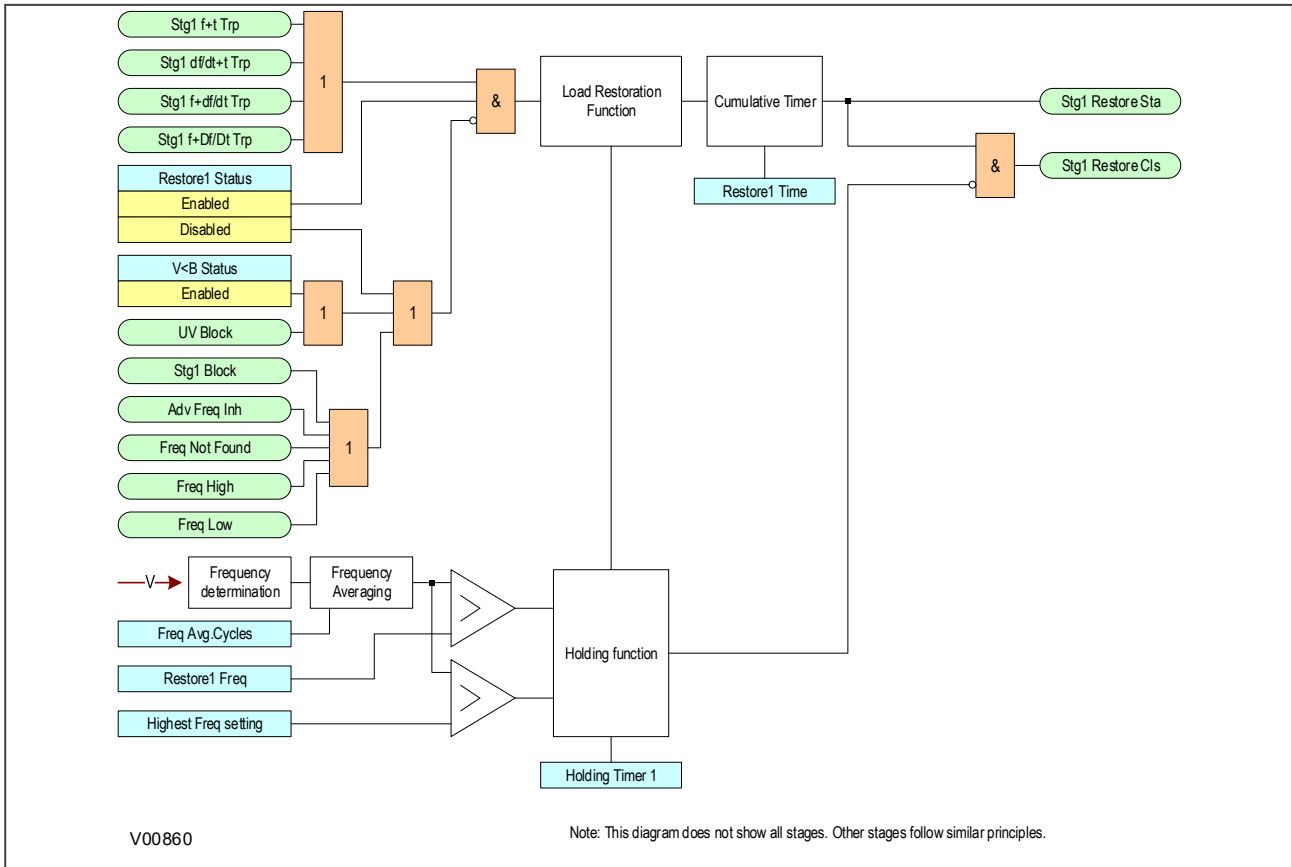 Stg1 f+t Trp
Stg1 df/dt+t Trp
Stg1 f+df/dt Trp
Stg1 f+Df/Dt Trp
1
&
Load Restoration
Function
Cumulative Timer
Restore1 Time
Stg1 Restore Sta
&
Stg1 Restore Cls
Restore1 Status
Enabled
Disabled
V<B Status
Enabled
UV Block
1
1
Stg1 Block
Adv Freq Inh
Freq Not Found
Freq High
Freq Low
1
V
Frequency
determination
Frequency
Averaging
Freq Avg.Cycles
Restore1 Freq
Highest Freq setting
>
>
Holding function
Holding Timer 1
V00860
Note: This diagram does not show all stages. Other stages follow similar principles.